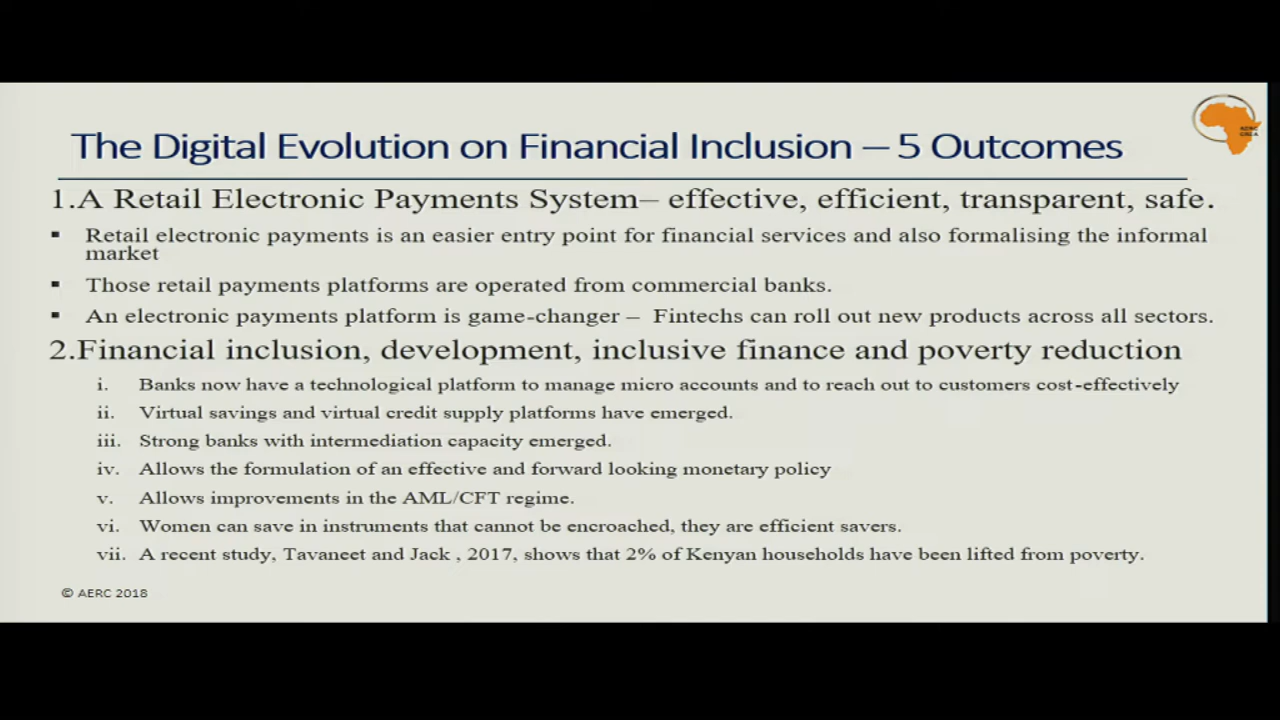 The Digital Evolution on Financial Inclusion – 5 Outcomes
1.A Retail Electronic Payments System– effective, efficient, transparent, safe.
▪ Retail electronic payments is an easier entry point for financial services and also formalising the informal
market
▪ Those retail payments platforms are operated from commercial banks.
▪ An electronic payments platform is game-changer – Fintechs can roll out new products across all sectors.
2.Financial inclusion, development, inclusive finance and poverty reduction
i. Banks now have a technological platform to manage micro accounts and to reach out to customers cost-effectively
ii. Virtual savings and virtual credit supply platforms have emerged.
iii. Strong banks with intermediation capacity emerged.
iv. Allows the formulation of an effective and forward looking monetary policy
v. Allows improvements in the AML/CFT regime.
vi. Women can save in instruments that cannot be encroached, they are efficient savers.
vii. A recent study, Tavaneet and Jack , 2017, shows that 2% of Kenyan households have been lifted from poverty.
© AERC 2018